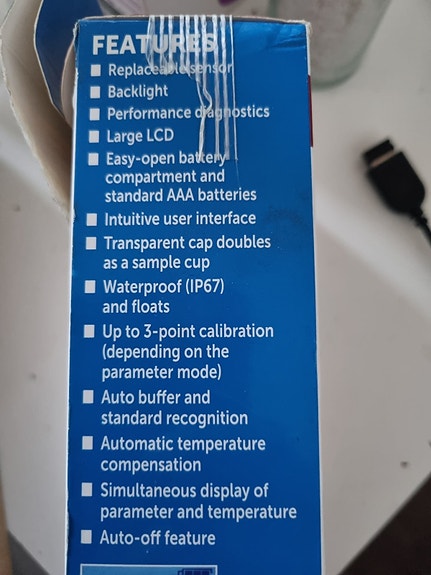 FEATURES
Replaceable sensor
Backlight
Performance diagnostics
Large LCD
Easy-open battery
compartment and
standard AAA batteries
Intuitive user interface
Transparent cap doubles
as a sample cup
Waterproof (IP67)
and floats
Up to 3-point calibration
(depending on the
parameter mode)
Auto buffer and
standard recognition
Automatic temperature
compensation
Simultaneous display of
parameter and temperature
Auto-off feature